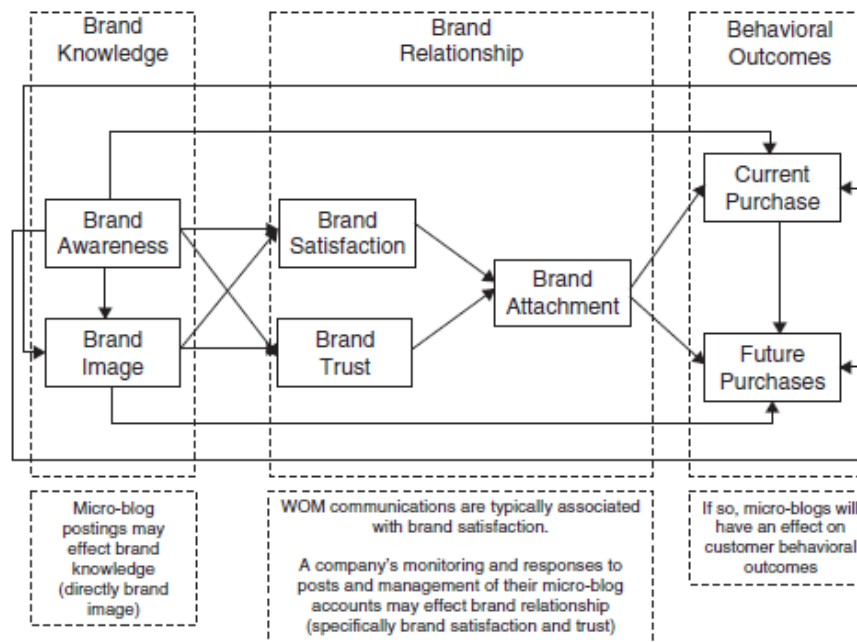 Brand
Knowledge
Brand
Relationship
Behavioral
Outcomes
Brand
Awareness
Brand
Image
Brand
Satisfaction
Brand
Trust
Brand
Attachment
Current
Purchase
Future
Purchases
Micro-blog
postings may
effect brand
knowledge
(directly brand
image)
WOM communications are typically associated
with brand satisfaction.
A company's monitoring and responses to
posts and management of their micro-blog
accounts may effect brand relationship
(specifically brand satisfaction and trust)
If so, micro-blogs will
have an effect on
customer behavioral
outcomes